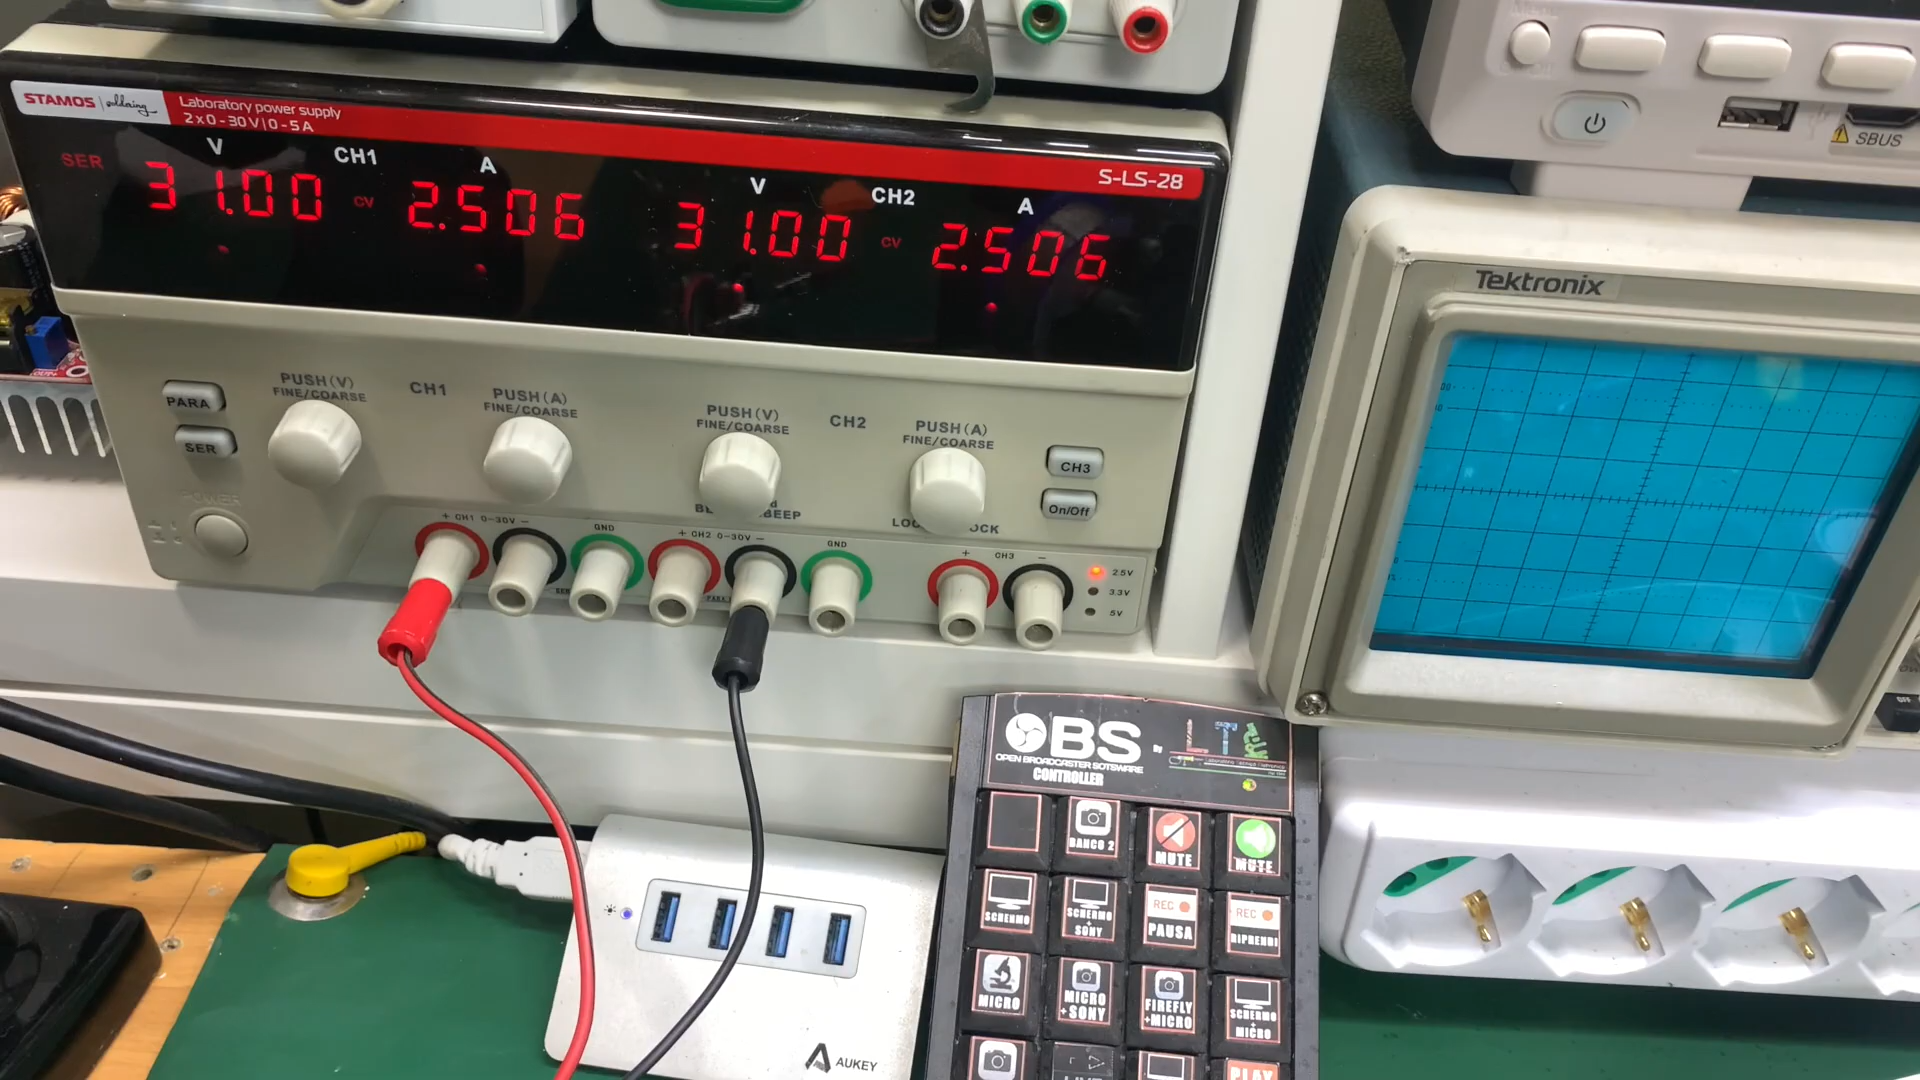 STAMOS soldering
Laboratory power supply
2x0-30V|0-5A
S-LS-28
SER
V
CH1
A
V
CH2
A
31.00
CV
2.506
31.00
CV
2.506
PUSH(V)
FINE/COARSE
CH1
PUSH(A)
FINE/COARSE
PUSH(V)
FINE/COARSE
CH2
PUSH(A)
FINE/COARSE
PARA
SER
CH3
On/Off
POWER
BEEP
+ CH1 0-30V -
GND
+ CH2 0-30V -
GND
+ CH3 -
2.5V
3.3V
5V
SBUS
Tektronix
OBS
By LTE
OPEN BROADCASTER SOTSWARE
CONTROLLER
BANCO 2
MUTE
MUTE
SCHERMO
SCHERMO
+
SONY
REC
PAUSA
REC
RIPRENDI
MICRO
MICRO
+SONY
FIREFLY
+MICRO
SCHERMO
+
MICRO
PLAY
AUKEY